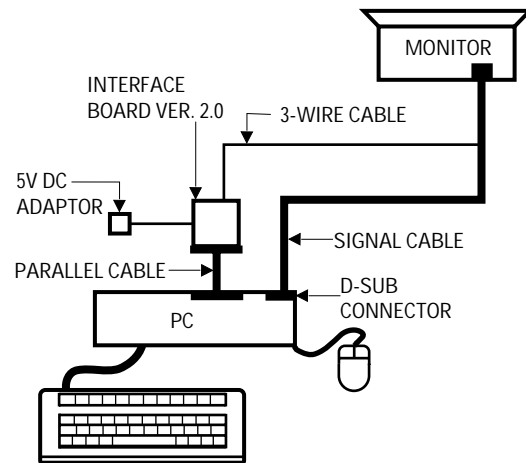 MONITOR
INTERFACE
BOARD VER. 2.0
3-WIRE CABLE
5V DC
ADAPTOR
SIGNAL CABLE
PARALLEL CABLE
D-SUB
CONNECTOR
PC